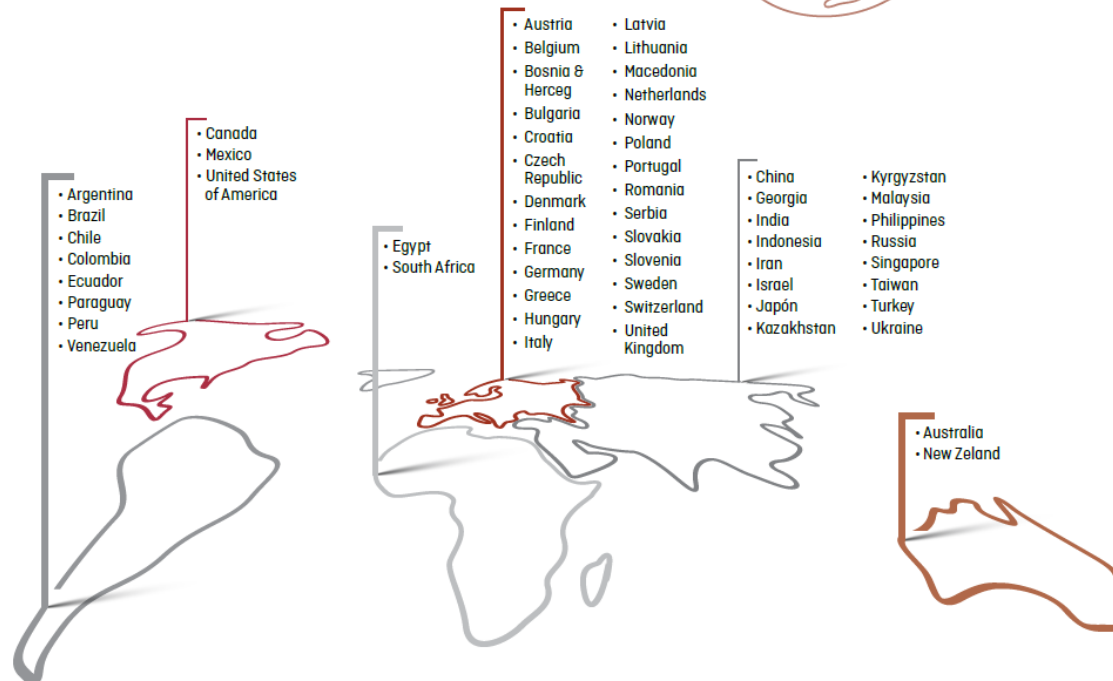 • Argentina
• Brazil
• Chile
• Colombia
• Ecuador
• Paraguay
• Peru
• Venezuela
• Canada
• Mexico
• United States
of America
• Egypt
• South Africa
• Austria
• Belgium
• Bosnia &
Herceg
• Bulgaria
• Croatia
• Czech
Republic
• Denmark
• Finland
• France
• Germany
• Greece
• Hungary
• Italy
• Latvia
• Lithuania
• Macedonia
• Netherlands
• Norway
• Poland
• Portugal
• Romania
• Serbia
• Slovakia
• Slovenia
• Sweden
• Switzerland
• United
Kingdom
• China
• Georgia
• India
• Indonesia
• Iran
• Israel
• Japón
• Kazakhstan
• Kyrgyzstan
• Malaysia
• Philippines
• Russia
• Singapore
• Taiwan
• Turkey
• Ukraine
• Australia
• New Zeland